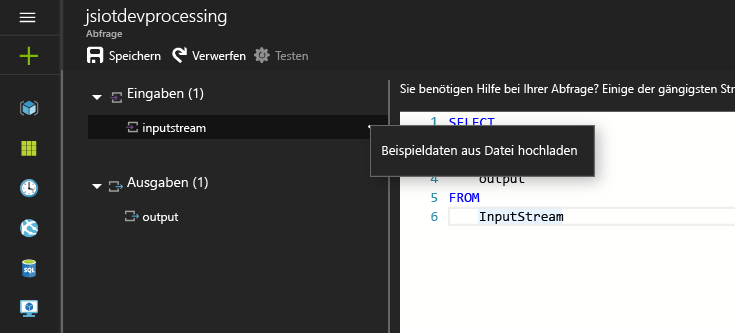 jsiotdevprocessing
Abfrage
Speichern Verwerfen Testen
Eingaben (1)
inputstream
Ausgaben (1)
output
Sie benötigen Hilfe bei Ihrer Abfrage? Einige der gängigsten
1 SELECT
Beispieldaten aus Datei hochladen
4 output
5 FROM
6 InputStream
SQL